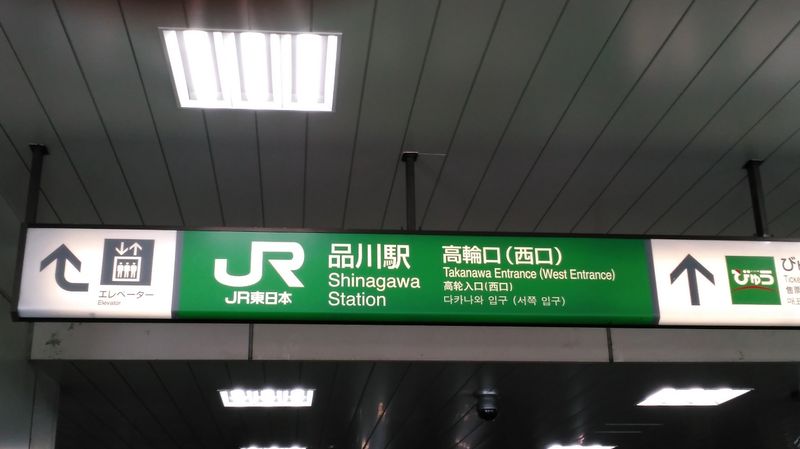 エレベーター
Elevator
JR
JR東日本
品川駅
Shinagawa
Station
高輪口（西口）
Takanawa Entrance (West Entrance)
高轮入口(西口)
다카나와 입구 (서쪽 입구)
びゅう